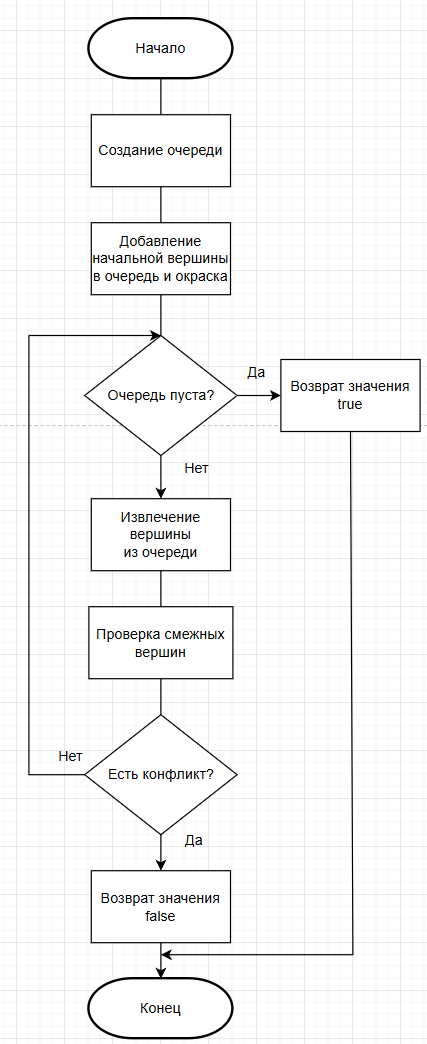 Начало
Создание очереди
Добавление
начальной вершины
в очередь и окраска
Очередь пуста?
Да
Возврат значения
true
Нет
Извлечение
вершины
из очереди
Проверка смежных
вершин
Нет
Есть конфликт?
Да
Возврат значения
false
Конец